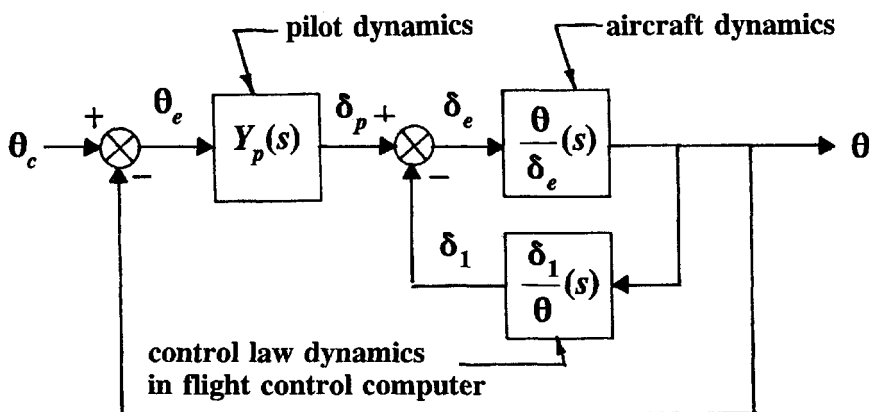 pilot dynamics
aircraft dynamics
+
θe
Yp(s)
δp
+
δe
θ
δe
(s)
θc
−
−
θ
δ1
δ1
θ
(s)
control law dynamics
in flight control computer